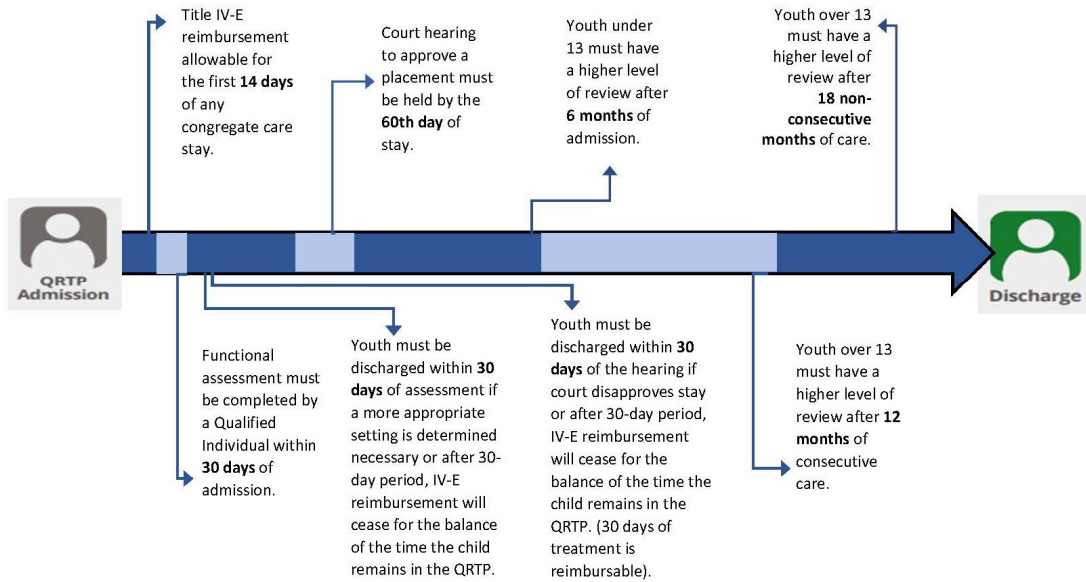 Title IV-E
reimbursement
allowable for
the first 14 days
of any
congregate care
stay.
Court hearing
to approve a
placement must
be held by the
60th day of
stay.
Youth under
13 must have
a higher level
of review after
6 months of
admission.
Youth over 13
must have a
higher level of
review after
18 non-
consecutive
months of care.
QRTP
Admission
Discharge
Functional
assessment must
be completed by
a Qualified
Individual within
30 days of
admission.
Youth must be
discharged within 30
days of assessment if
a more appropriate
setting is determined
necessary or after 30-
day period, IV-E
reimbursement will
cease for the balance
of the time the child
remains in the QRTP.
Youth must be
discharged within 30
days of the hearing if
court disapproves stay
or after 30-day period,
IV-E reimbursement
will cease for the
balance of the time the
child remains in the
QRTP. (30 days of
treatment is
reimbursable).
Youth over 13
must have a
higher level of
review after 12
months of
consecutive
care.